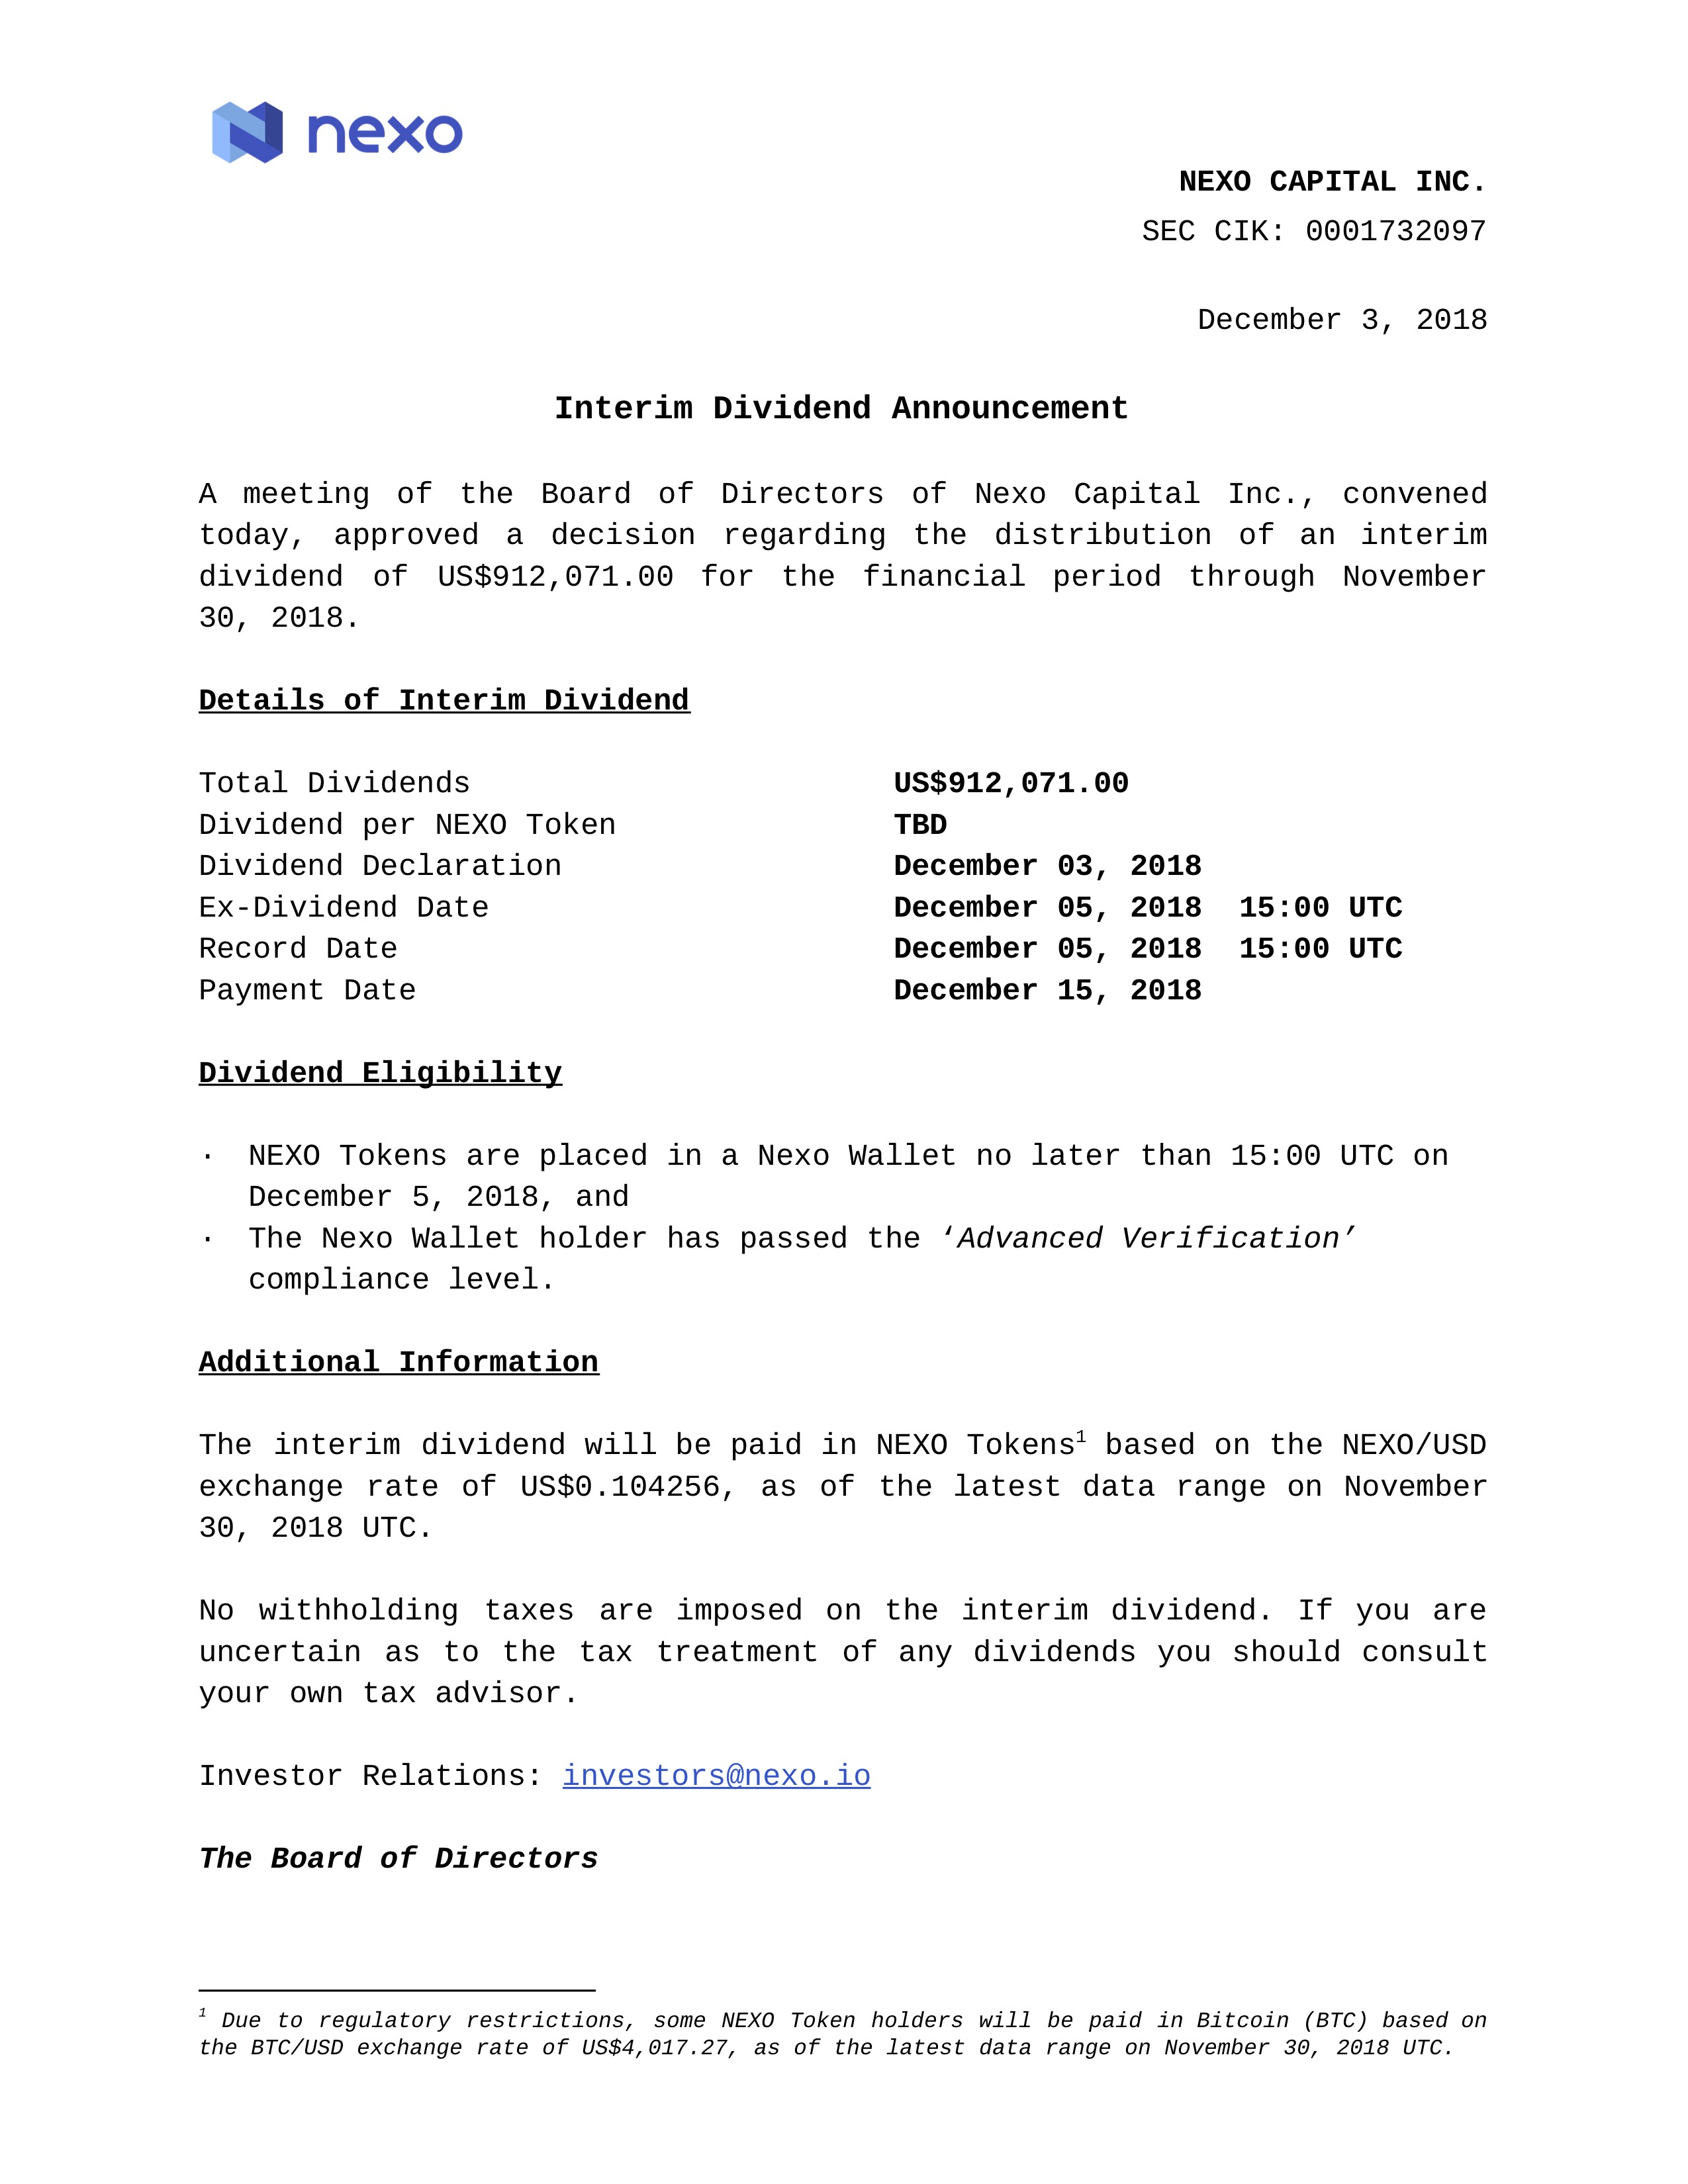 nexo
NEXO CAPITAL INC.
SEC CIK: 0001732097
December 3, 2018
Interim Dividend Announcement
A meeting of the Board of Directors of Nexo Capital Inc., convened
today, approved a decision regarding the distribution of an interim
dividend of US$912,071.00 for the financial period through November
30, 2018.
Details of Interim Dividend
Total Dividends US$912,071.00
Dividend per NEXO Token TBD
Dividend Declaration December 03, 2018
Ex-Dividend Date December 05, 2018  15:00 UTC
Record Date December 05, 2018  15:00 UTC
Payment Date December 15, 2018
Dividend Eligibility
· NEXO Tokens are placed in a Nexo Wallet no later than 15:00 UTC on
December 5, 2018, and
· The Nexo Wallet holder has passed the ‘Advanced Verification’
compliance level.
Additional Information
The interim dividend will be paid in NEXO Tokens¹ based on the NEXO/USD
exchange rate of US$0.104256, as of the latest data range on November
30, 2018 UTC.
No withholding taxes are imposed on the interim dividend. If you are
uncertain as to the tax treatment of any dividends you should consult
your own tax advisor.
Investor Relations: investors@nexo.io
The Board of Directors
¹ Due to regulatory restrictions, some NEXO Token holders will be paid in Bitcoin (BTC) based on
the BTC/USD exchange rate of US$4,017.27, as of the latest data range on November 30, 2018 UTC.